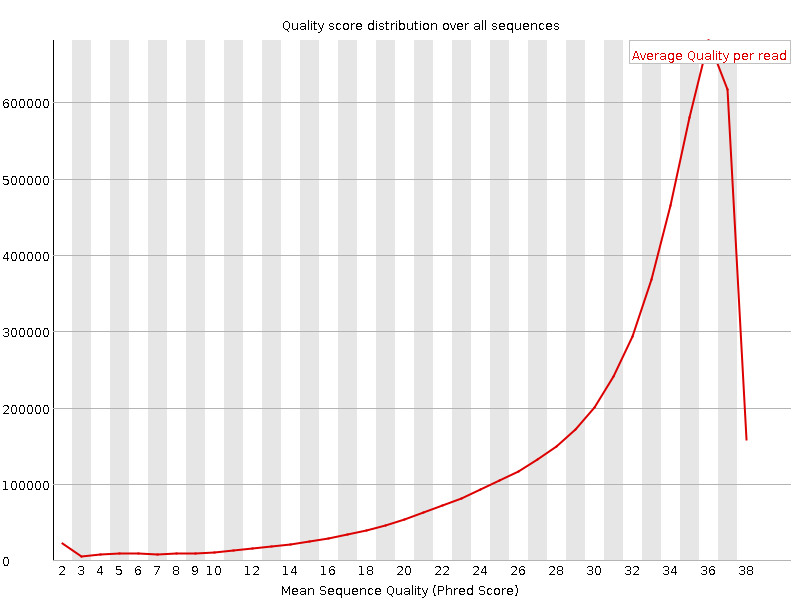 Quality score distribution over all sequences
Average Quality per read
600000
500000
400000
300000
200000
100000
0
2 3 4 5 6 7 8 9 10 12 14 16 18 20 22 24 26 28 30 32 34 36 38
Mean Sequence Quality (Phred Score)